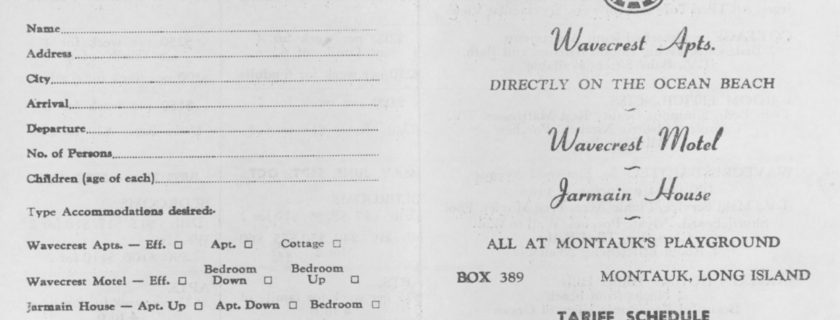 Name
Address
City
Arrival
Departure
No. of Persons
Children (age of each)
Type Accommodations desired:
Wavecrest Apts. — Eff. □ Apt. □ Cottage □
Wavecrest Motel — Eff. □ Bedroom Down □ Bedroom Up □
Jarmain House — Apt. Up □ Apt. Down □ Bedroom □
Wavecrest Apts.
DIRECTLY ON THE OCEAN BEACH
Wavecrest Motel
Jarmain House
ALL AT MONTAUK'S PLAYGROUND
BOX 389 MONTAUK, LONG ISLAND
TARIFF SCHEDULE